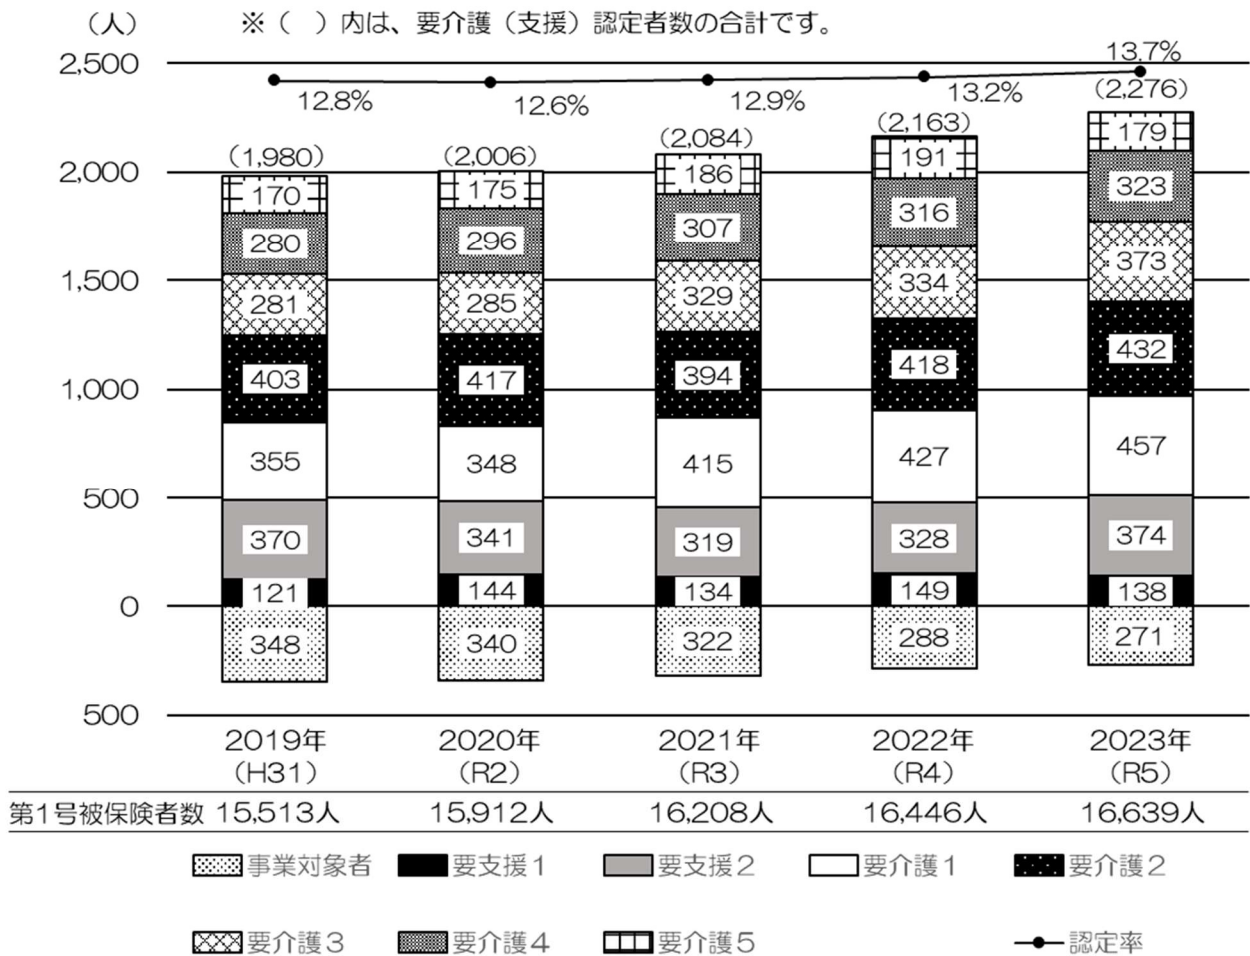 （人）　※（　）内は、要介護（支援）認定者数の合計です。
2,500
2,000
1,500
1,000
500
0
500
12.8%　12.6%　12.9%　13.2%　13.7%
（1,980）　（2,006）　（2,084）　（2,163）　（2,276）
170　175　186　191　179
280　296　307　316　323
281　285　329　334　373
403　417　394　418　432
355　348　415　427　457
370　341　319　328　374
121　144　134　149　138
348　340　322　288　271
2019年　2020年　2021年　2022年　2023年
（H31）　（R2）　（R3）　（R4）　（R5）
第1号被保険者数　15,513人　15,912人　16,208人　16,446人　16,639人
事業対象者　要支援１　要支援２　要介護１　要介護２
要介護３　要介護４　要介護５　認定率